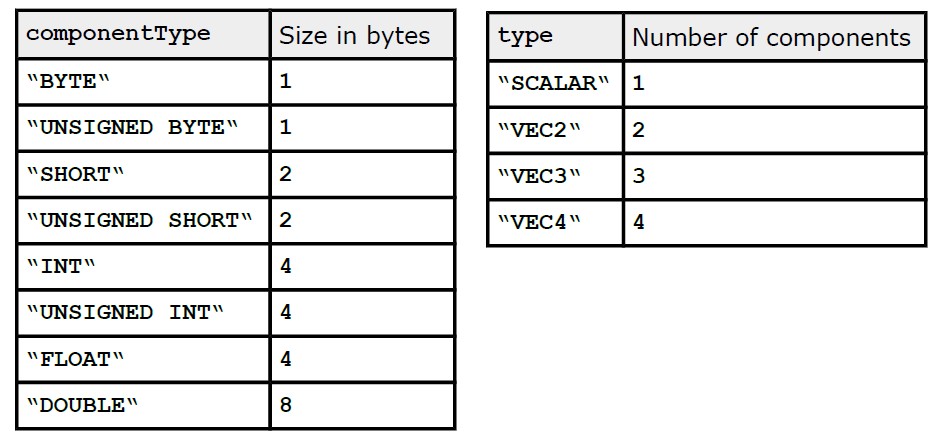 componentType Size in bytes
‟BYTE‟ 1
‟UNSIGNED BYTE‟ 1
‟SHORT‟ 2
‟UNSIGNED SHORT‟ 2
‟INT‟ 4
‟UNSIGNED INT‟ 4
‟FLOAT‟ 4
‟DOUBLE‟ 8
type Number of components
‟SCALAR‟ 1
‟VEC2‟ 2
‟VEC3‟ 3
‟VEC4‟ 4